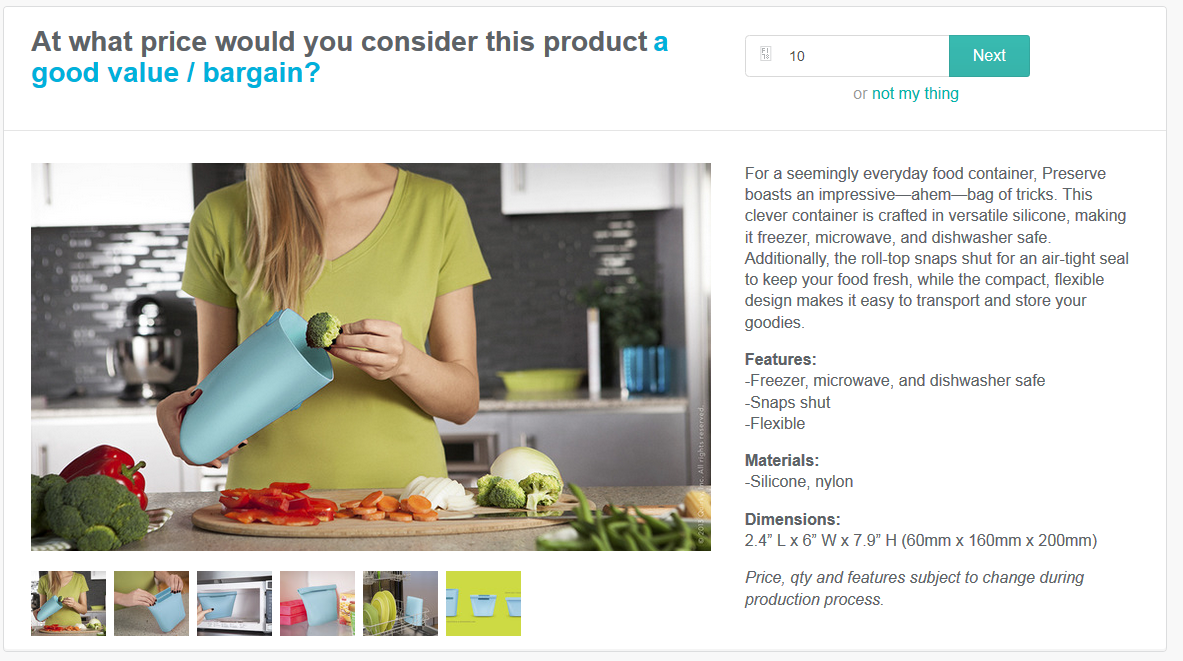 At what price would you consider this product a
good value / bargain?
10
Next
or not my thing
For a seemingly everyday food container, Preserve
boasts an impressive—ahem—bag of tricks. This
clever container is crafted in versatile silicone, making
it freezer, microwave, and dishwasher safe.
Additionally, the roll-top snaps shut for an air-tight seal
to keep your food fresh, while the compact, flexible
design makes it easy to transport and store your
goodies.
Features:
-Freezer, microwave, and dishwasher safe
-Snaps shut
-Flexible
Materials:
-Silicone, nylon
Dimensions:
2.4” L x 6” W x 7.9” H (60mm x 160mm x 200mm)
Price, qty and features subject to change during
production process.
All rights reserved.